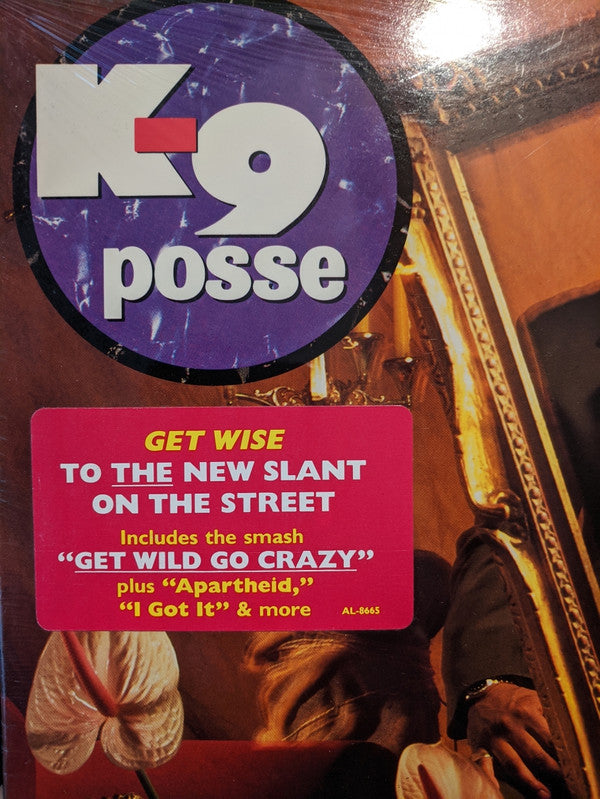 K-9
posse
GET WISE
TO THE NEW SLANT
ON THE STREET
Includes the smash
“GET WILD GO CRAZY”
plus “Apartheid,”
“I Got It” & more AL-8665